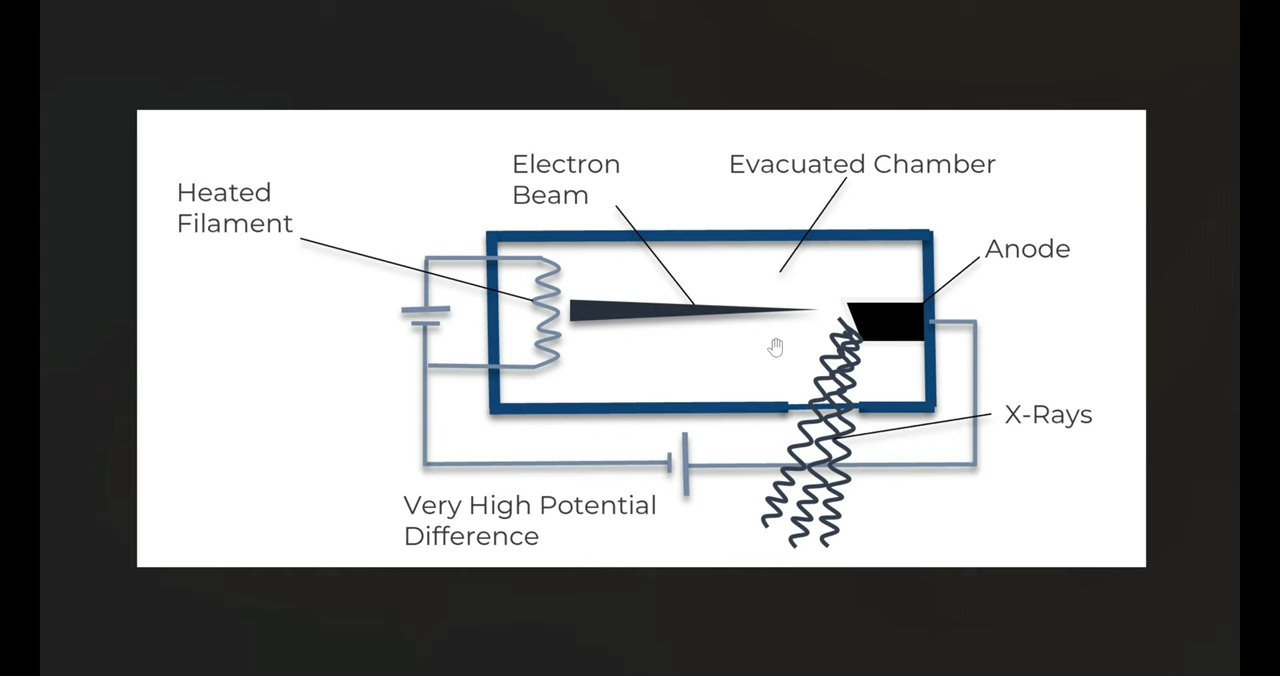 Heated
Filament
Electron
Beam
Evacuated Chamber
Anode
X-Rays
Very High Potential
Difference